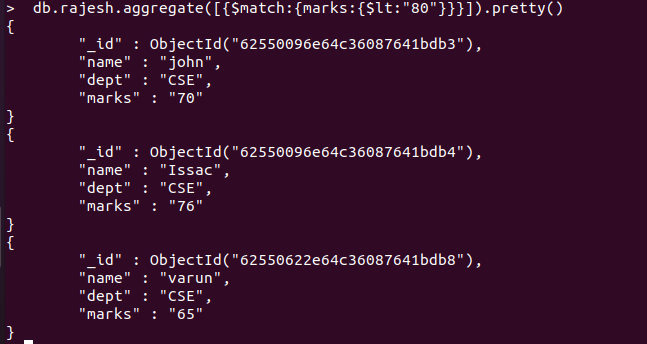 >  db.rajesh.aggregate([{$match:{marks:{$lt:"80"}}}]).pretty()
{
        "_id" : ObjectId("62550096e64c36087641bdb3"),
        "name" : "john",
        "dept" : "CSE",
        "marks" : "70"
}
{
        "_id" : ObjectId("62550096e64c36087641bdb4"),
        "name" : "Issac",
        "dept" : "CSE",
        "marks" : "76"
}
{
        "_id" : ObjectId("62550622e64c36087641bdb8"),
        "name" : "varun",
        "dept" : "CSE",
        "marks" : "65"
}